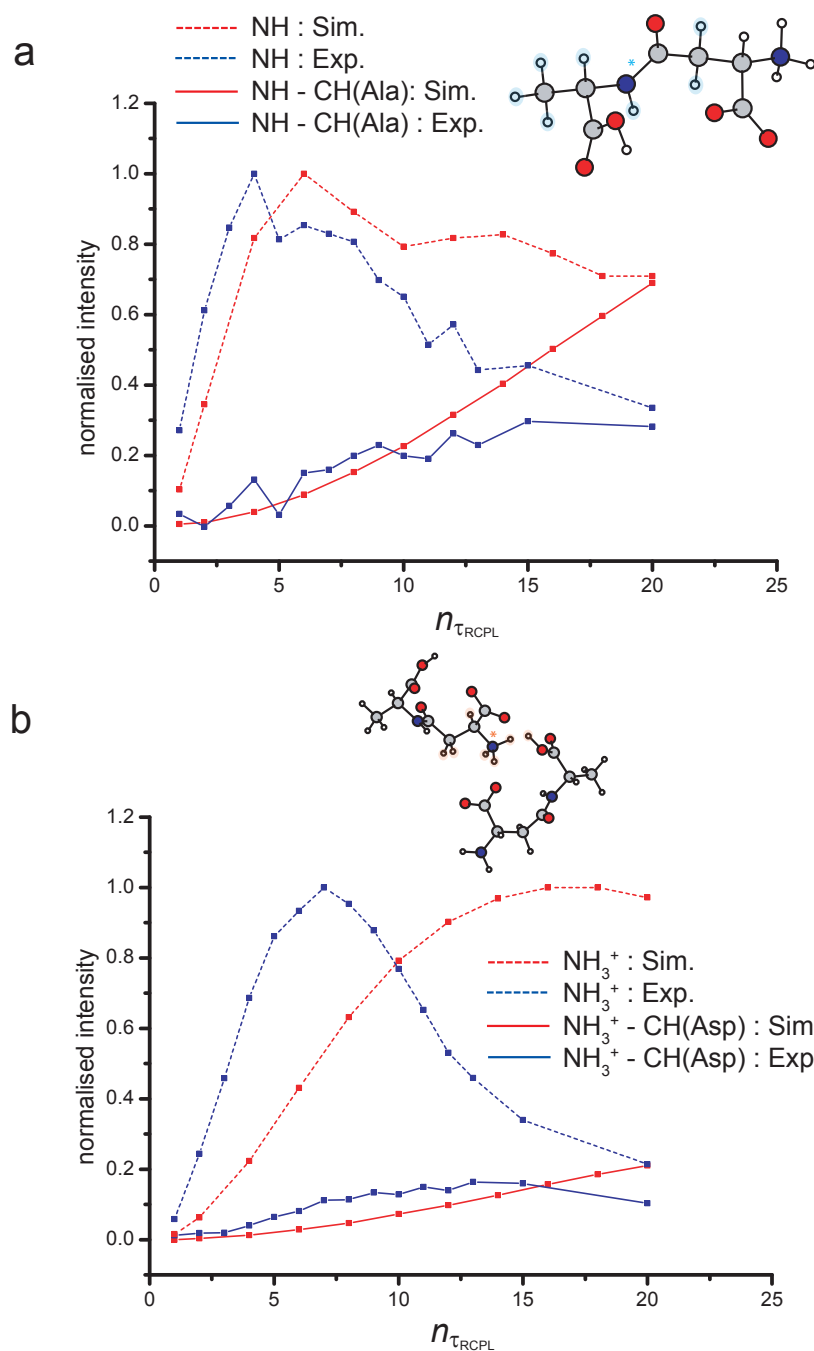 a
NH : Sim.
NH : Exp.
NH - CH(Ala): Sim.
NH - CH(Ala) : Exp.
*
normalised intensity
1.2
1.0
0.8
0.6
0.4
0.2
0.0
0 5 10 15 20 25
nτRCPL
b
*
normalised intensity
1.2
1.0
0.8
0.6
0.4
0.2
0.0
NH3+ : Sim.
NH3+ : Exp.
NH3+ - CH(Asp) : Sim
NH3+ - CH(Asp) : Exp
0 5 10 15 20 25
nτRCPL